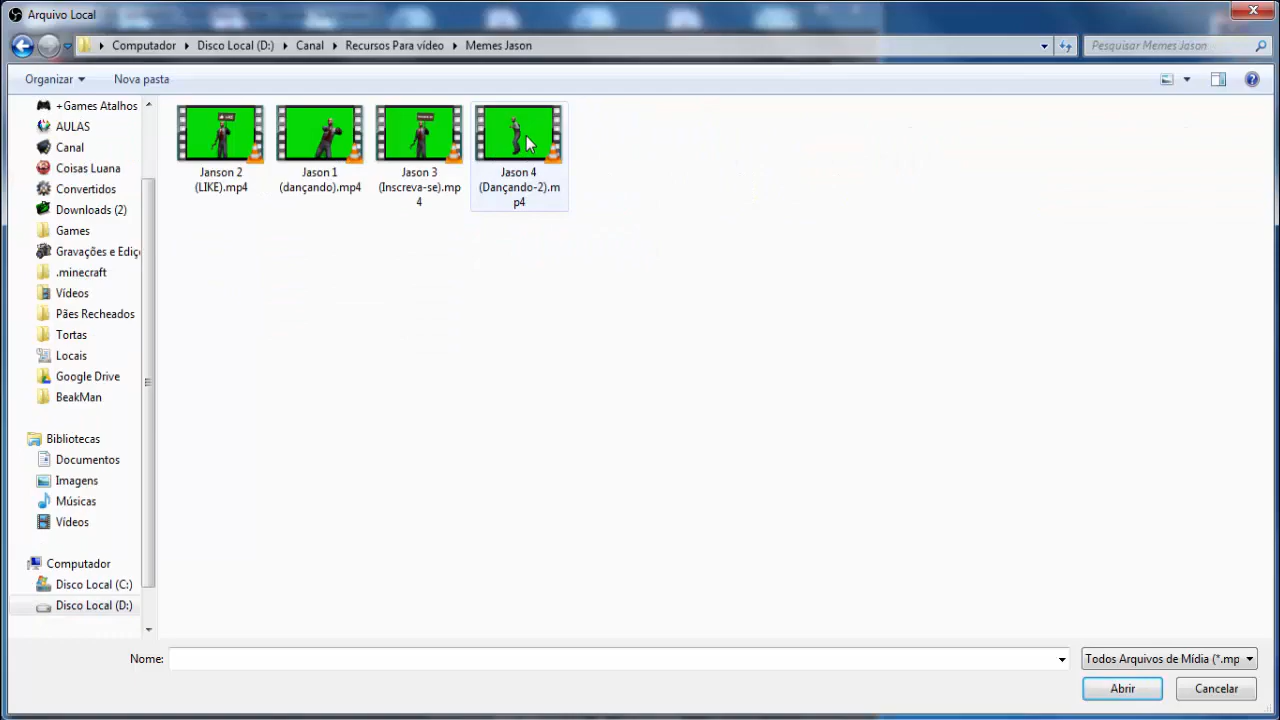 Arquivo Local
Computador Disco Local (D:) Canal Recursos Para vídeo Memes Jason
Pesquisar Memes Jason
Organizar Nova pasta
+Games Atalhos
AULAS
Canal
Coisas Luana
Convertidos
Downloads (2)
Games
Gravações e Ediç
.minecraft
Vídeos
Pães Recheados
Tortas
Locais
Google Drive
BeakMan
Bibliotecas
Documentos
Imagens
Músicas
Vídeos
Computador
Disco Local (C:)
Disco Local (D:)
Janson 2
(LIKE).mp4
Jason 1
(dançando).mp4
Jason 3
(Inscreva-se).mp
4
Jason 4
(Dançando-2).m
p4
Nome:
Todos Arquivos de Mídia (*.mp
Abrir
Cancelar